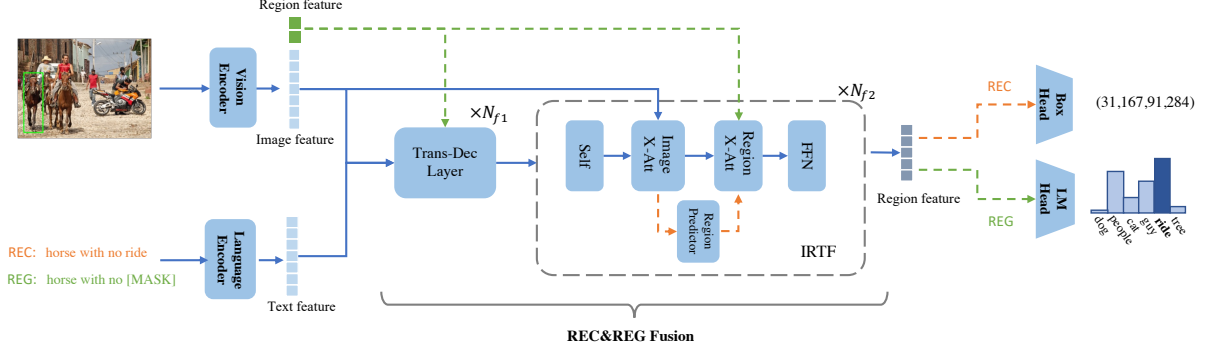 Region feature
Vision
Encoder
Image feature
×N_{f1}
×N_{f2}
Trans-Dec
Layer
Self
Image
X-Att
Region
X-Att
FFN
Region
Predictor
IRTF
Region feature
REC
Box
Head
(31,167,91,284)
REG
LM
Head
dog
people
cat
guy
ride
tree
REC: horse with no ride
REG: horse with no [MASK]
Language
Encoder
Text feature
REC&REG Fusion